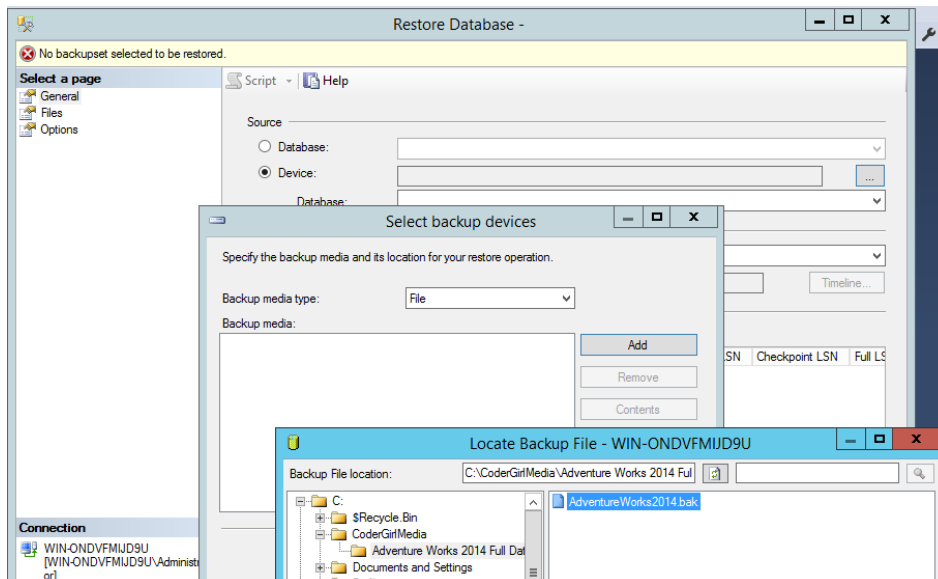 Restore Database -
No backupset selected to be restored.
Select a page
General
Files
Options
Script
Help
Source
Database:
Device:
...
Database:
Select backup devices
Specify the backup media and its location for your restore operation.
Backup media type:
File
Timeline...
Backup media:
Add
Remove
Contents
LSN Checkpoint LSN Full LS
Locate Backup File - WIN-ONDVFMIJD9U
Backup File location:
C:\CoderGirlMedia\Adventure Works 2014 Ful
C:
$Recycle.Bin
CoderGirlMedia
Adventure Works 2014 Full Dat
Documents and Settings
AdventureWorks2014.bak
Connection
WIN-ONDVFMIJD9U
[WIN-ONDVFMIJD9U\Administr
or]